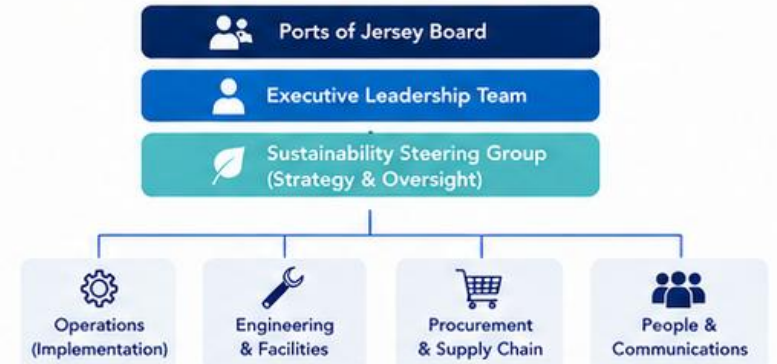 Ports of Jersey Board
Executive Leadership Team
Sustainability Steering Group
(Strategy & Oversight)
Operations
(Implementation)
Engineering
& Facilities
Procurement
& Supply Chain
People &
Communications